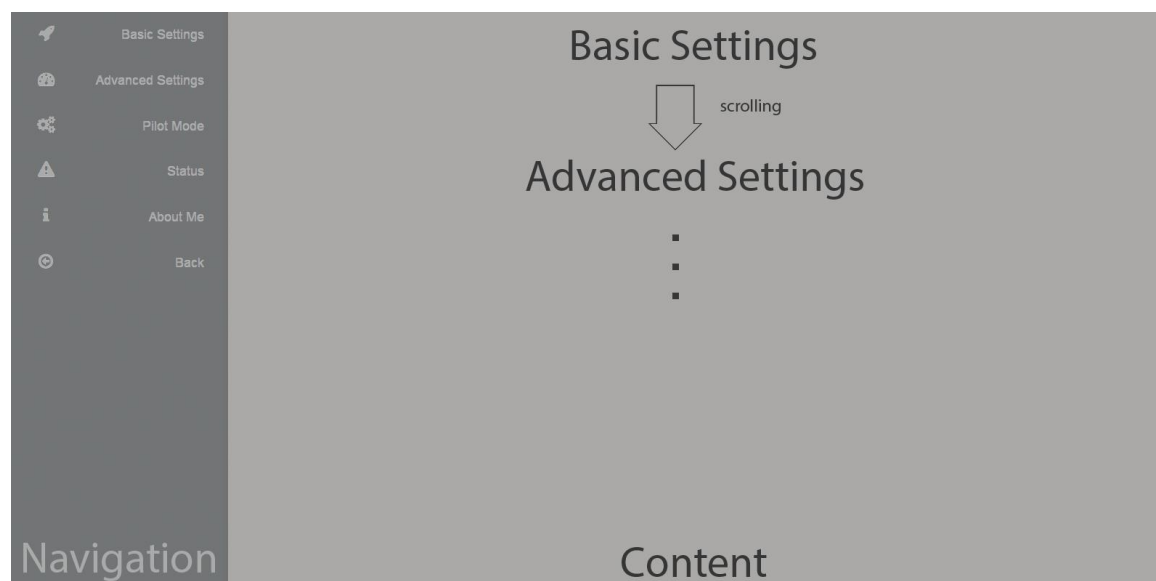 Basic Settings
Advanced Settings
Pilot Mode
Status
About Me
Back
Navigation
Basic Settings
scrolling
Advanced Settings
Content